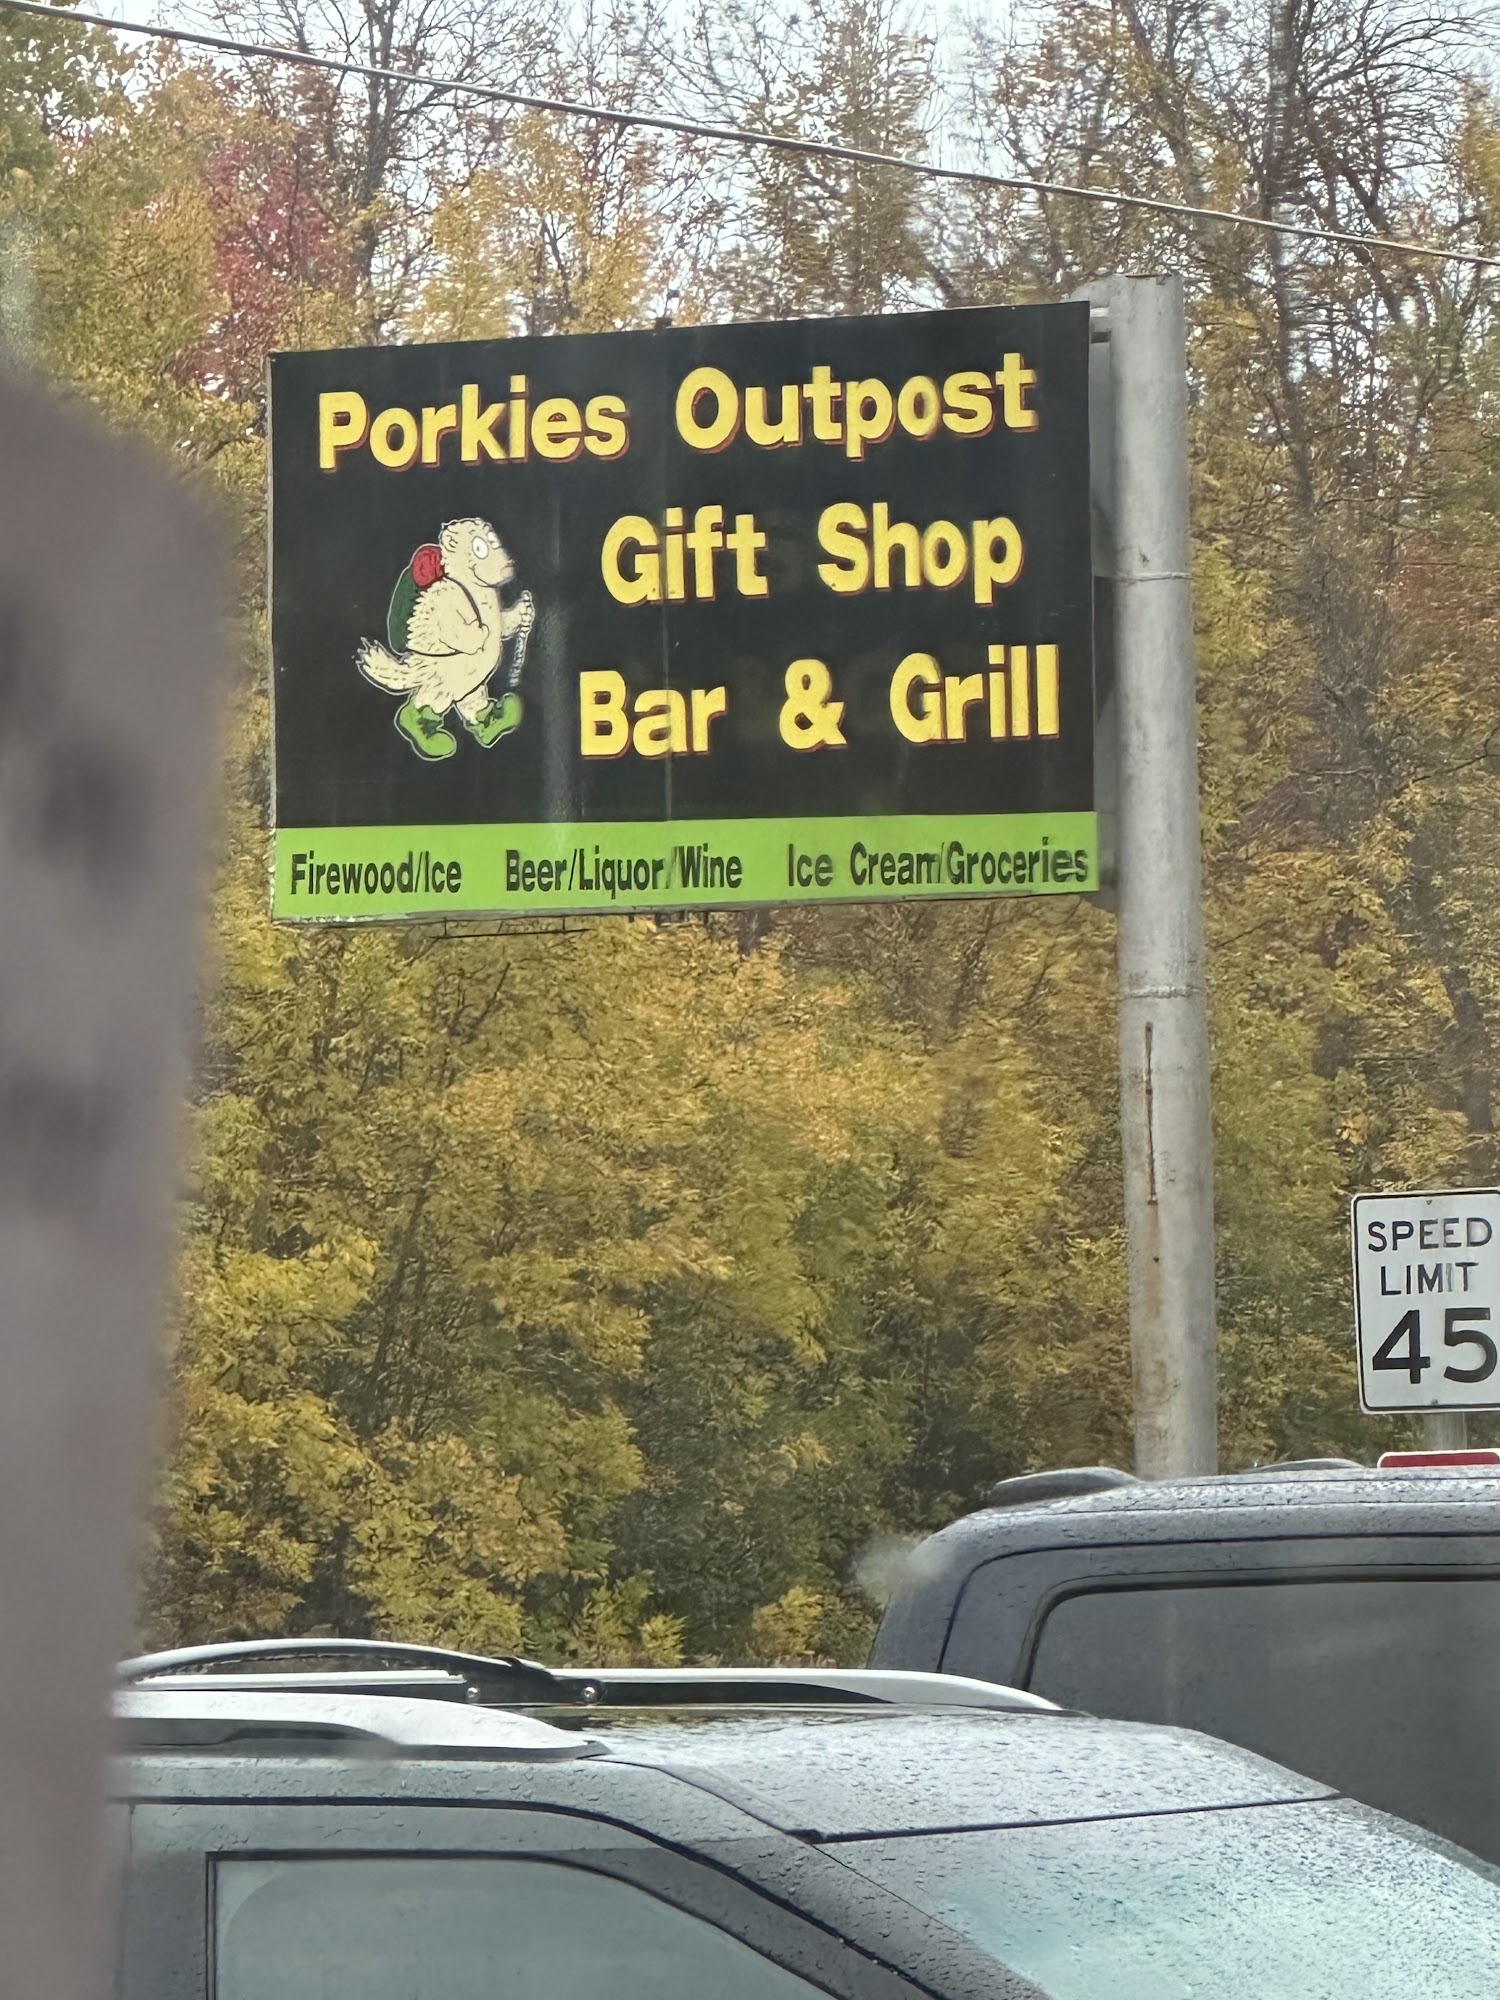 Porkies Outpost
Gift Shop
Bar & Grill
Firewood/Ice Beer/Liquor/Wine Ice Cream/Groceries
SPEED
LIMIT
45